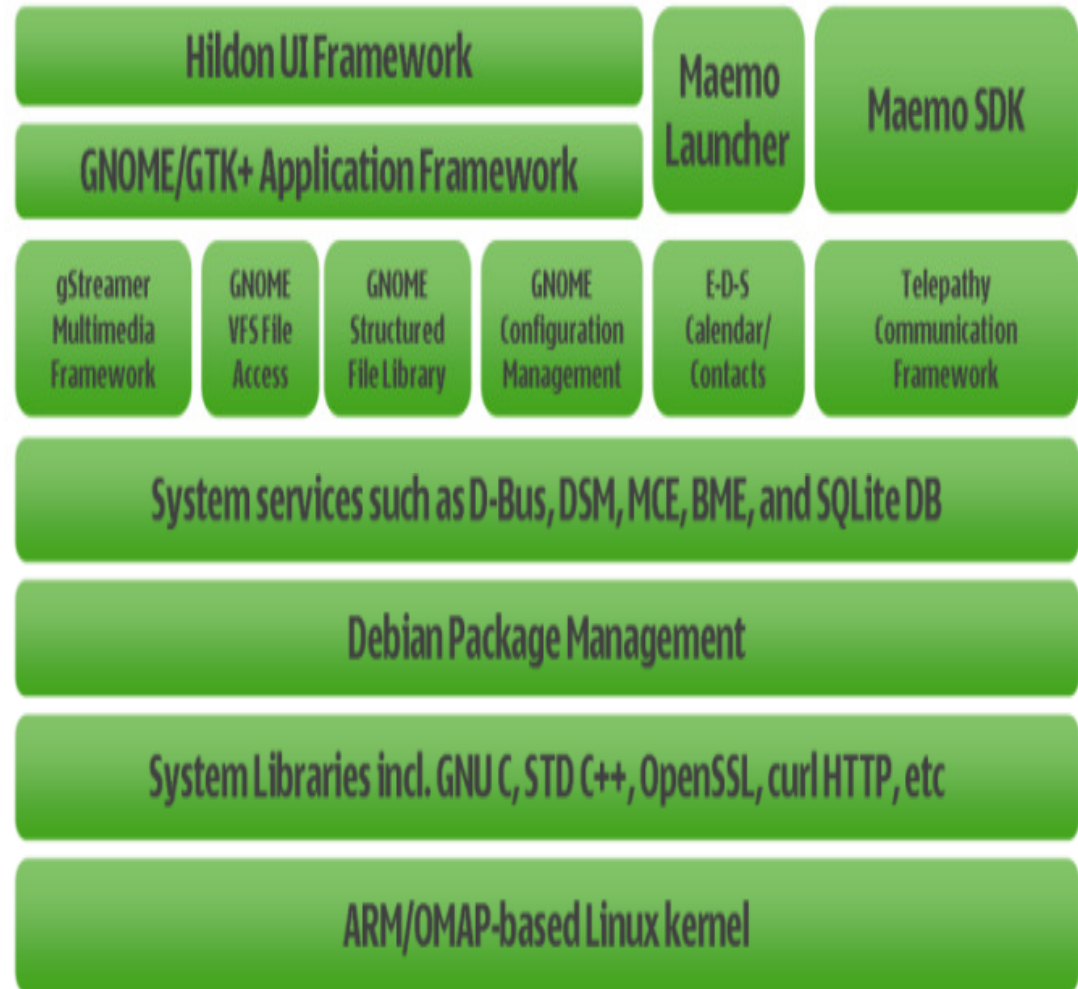 Hildon UI Framework
Maemo
Launcher
Maemo SDK
GNOME/GTK+ Application Framework
gStreamer
Multimedia
Framework
GNOME
VFS File
Access
GNOME
Structured
File Library
GNOME
Configuration
Management
E-D-S
Calendar/
Contacts
Telepathy
Communication
Framework
System services such as D-Bus, DSM, MCE, BME, and SQLite DB
Debian Package Management
System Libraries incl. GNU C, STD C++, OpenSSL, curl HTTP, etc
ARM/OMAP-based Linux kernel